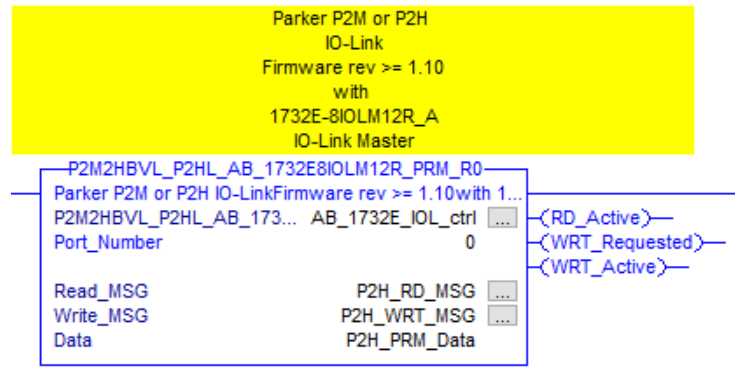 Parker P2M or P2H
IO-Link
Firmware rev >= 1.10
with
1732E-8IOLM12R_A
IO-Link Master
P2M2HBVL_P2HL_AB_1732E8IOLM12R_PRM_R0
Parker P2M or P2H IO-LinkFirmware rev >= 1.10with 1...
P2M2HBVL_P2HL_AB_173... AB_1732E_IOL_ctrl ... (RD_Active)
Port_Number 0 (WRT_Requested)
(WRT_Active)
Read_MSG P2H_RD_MSG ...
Write_MSG P2H_WRT_MSG ...
Data P2H_PRM_Data